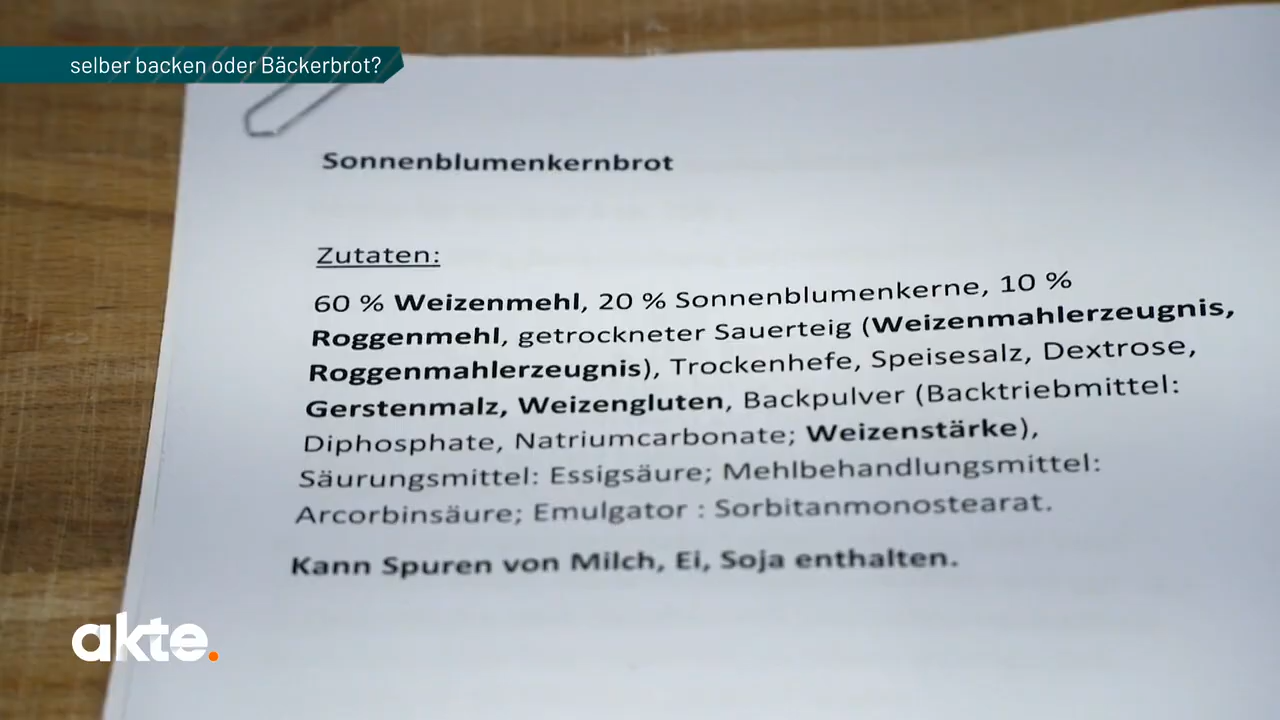 selber backen oder Bäckerbrot?
Sonnenblumenkernbrot
Zutaten:
60 % Weizenmehl, 20 % Sonnenblumenkerne, 10 %
Roggenmehl, getrockneter Sauerteig (Weizenmahlerzeugnis,
Roggenmahlerzeugnis), Trockenhefe, Speisesalz, Dextrose,
Gerstenmalz, Weizengluten, Backpulver (Backtriebmittel:
Diphosphate, Natriumcarbonate; Weizenstärke),
Säurungsmittel: Essigsäure; Mehlbehandlungsmittel:
Arcorbinsäure; Emulgator : Sorbitanmonostearat.
Kann Spuren von Milch, Ei, Soja enthalten.
akte.